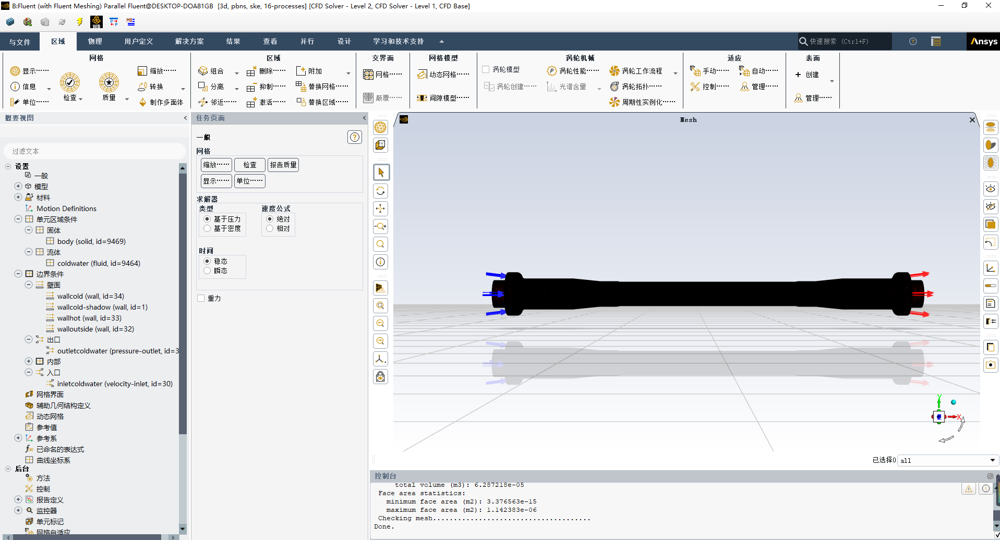 B:Fluent (with Fluent Meshing) Parallel Fluent@DESKTOP-DOA81GB  [3d, pbns, ske, 16-processes] [CFD Solver - Level 2, CFD Solver - Level 1, CFD Base]
WB
MO
与文件 区域 物理 用户定义 解决方案 结果 查看 并行 设计 学习和技术支持 快速搜索 (Ctrl+F) Ansys
网格 区域 交界面 网格模型 涡轮机械 适应 表面
显示…… 缩放…… 组合 删除…… 附加 网格…… 动态网格…… 涡轮模型 涡轮性能…… 涡轮工作流程 手动…… 自动…… 创建
信息 检查 质量 转换 分离 抑制…… 替换网格…… 涡轮创建…… 光谱含量 涡轮拓扑…… 控制…… 管理……
单位…… 制作多面体 邻近…… 激活…… 替换区域…… 颠覆…… 间隙模型…… 周期性实例化…… 管理……
概要视图
过滤文本
设置
一般
模型
材料
Motion Definitions
单元区域条件
固体
body (solid, id=9469)
流体
coldwater (fluid, id=9464)
边界条件
壁面
wallcold (wall, id=34)
wallcold-shadow (wall, id=1)
wallhot (wall, id=33)
walloutside (wall, id=32)
出口
outletcoldwater (pressure-outlet, id=3
内部
入口
inletcoldwater (velocity-inlet, id=30)
网格界面
辅助几何结构定义
动态网格
参考值
参考系
已命名的表达式
曲线坐标系
后台
方法
控制
报告定义
监控器
单元标记
网格自适应
任务页面
一般
网格
缩放…… 检查 报告质量
显示…… 单位……
求解器
类型 速度公式
基于压力 绝对
基于密度 相对
时间
稳态
瞬态
重力
Mesh
Y
Z X
已选择0 all
控制台
total volume (m3): 6.287218e-05
Face area statistics:
minimum face area (m2): 3.376563e-15
maximum face area (m2): 1.142383e-06
Checking mesh......................................
Done.